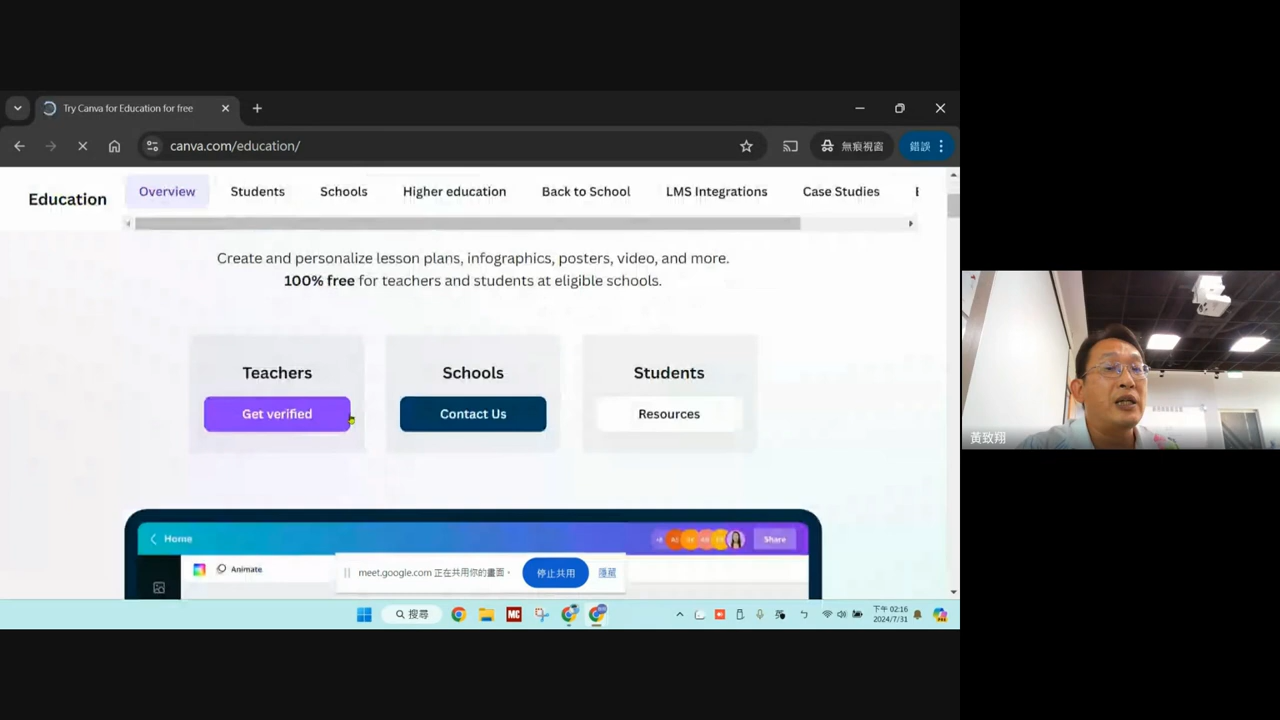 Try Canva for Education for free
canva.com/education/
無痕視窗
錯誤
Education
Overview
Students
Schools
Higher education
Back to School
LMS Integrations
Case Studies
Create and personalize lesson plans, infographics, posters, video, and more.
100% free for teachers and students at eligible schools.
Teachers
Schools
Students
Get verified
Contact Us
Resources
Home
Share
Animate
meet.google.com 正在共用你的畫面。
停止共用
隱藏
搜尋
MC
英
下午 02:16
2024/7/31
黃致翔